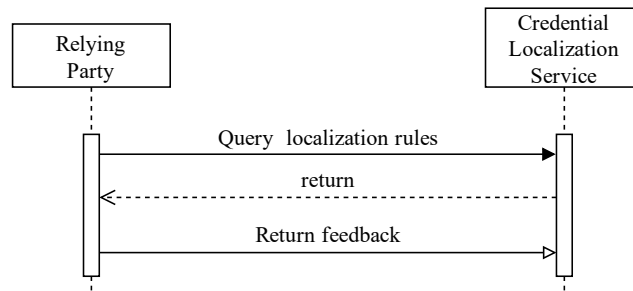 Relying
Party
Credential
Localization
Service
Query localization rules
return
Return feedback